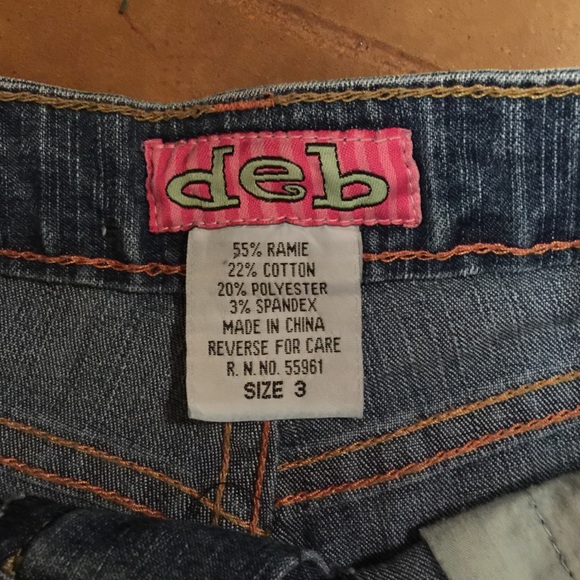 deb
55% RAMIE
22% COTTON
20% POLYESTER
3% SPANDEX
MADE IN CHINA
REVERSE FOR CARE
R. N. NO. 55961
SIZE 3